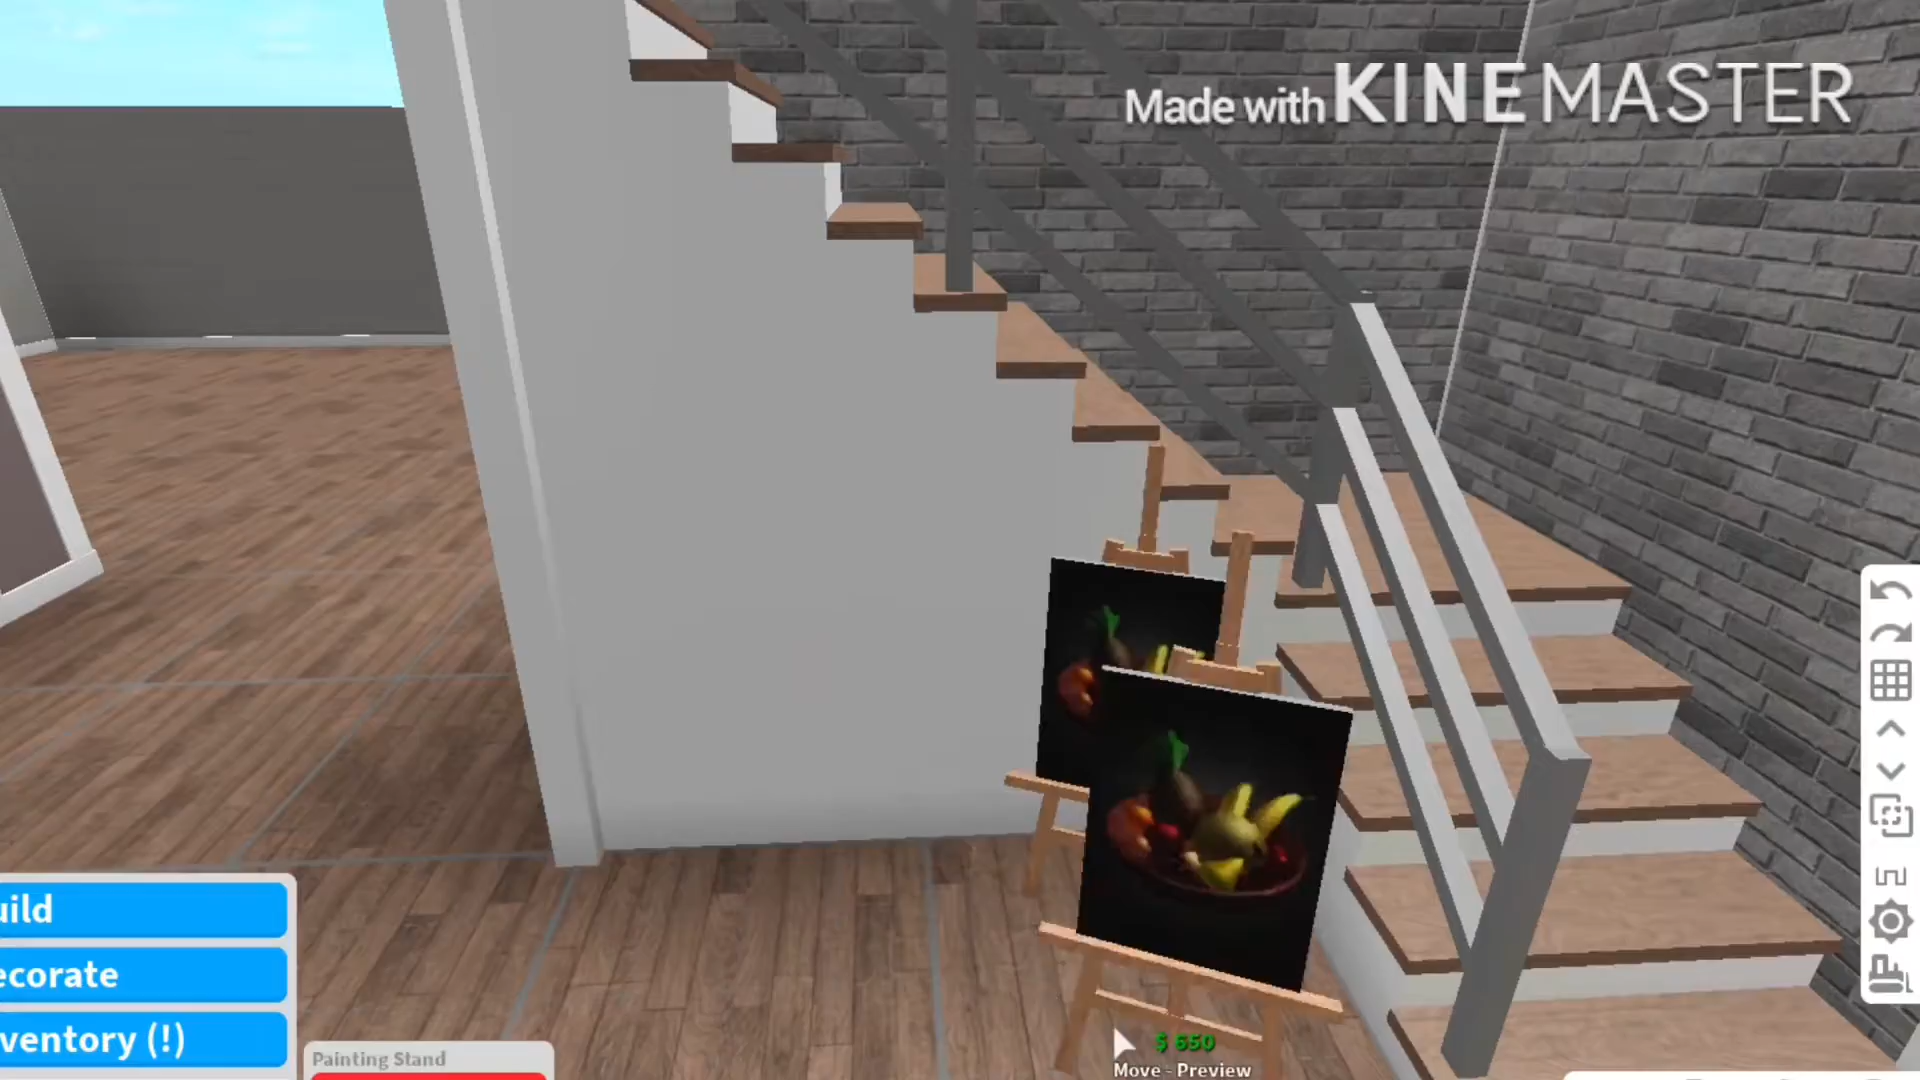 Made with KINEMASTER
uild
ecorate
ventory (!)
Painting Stand
$ 650
Move - Preview